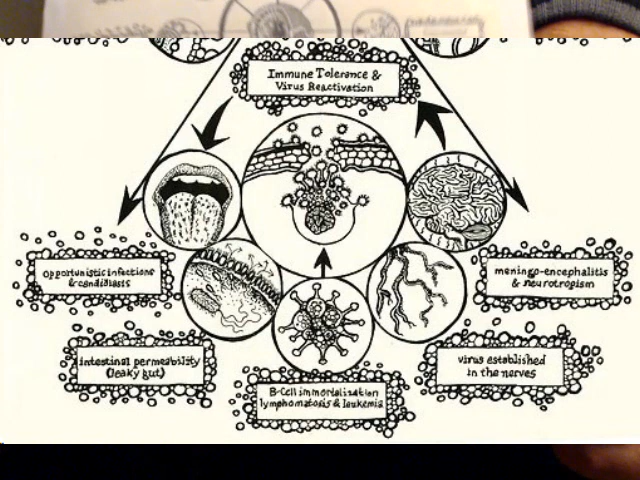 Immune Tolerance &
Virus Reactivation
opportunistic infections
& candidiasis
meningo-encephalitis
& neurotropism
intestinal permeability
(leaky gut)
virus established
in the nerves
B-Cell immortalization
lymphomatosis & leukemia